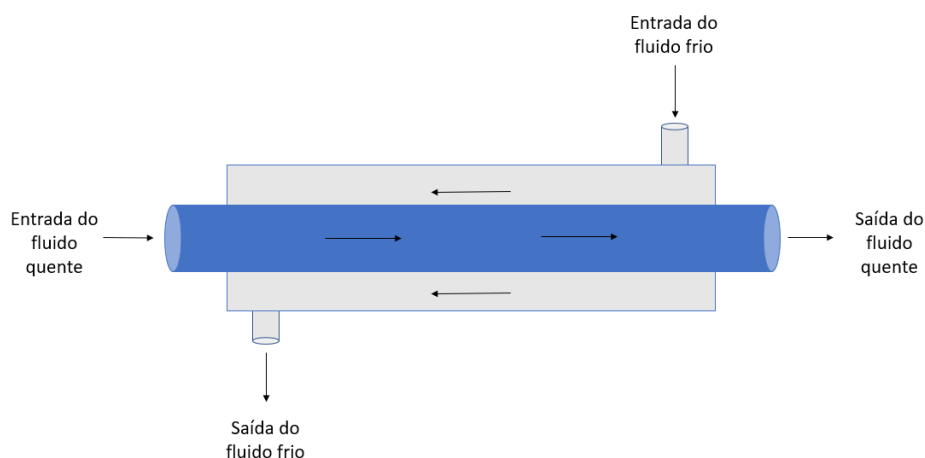 Entrada do
fluido frio
Entrada do
fluido
quente
Saída do
fluido
quente
Saída do
fluido frio